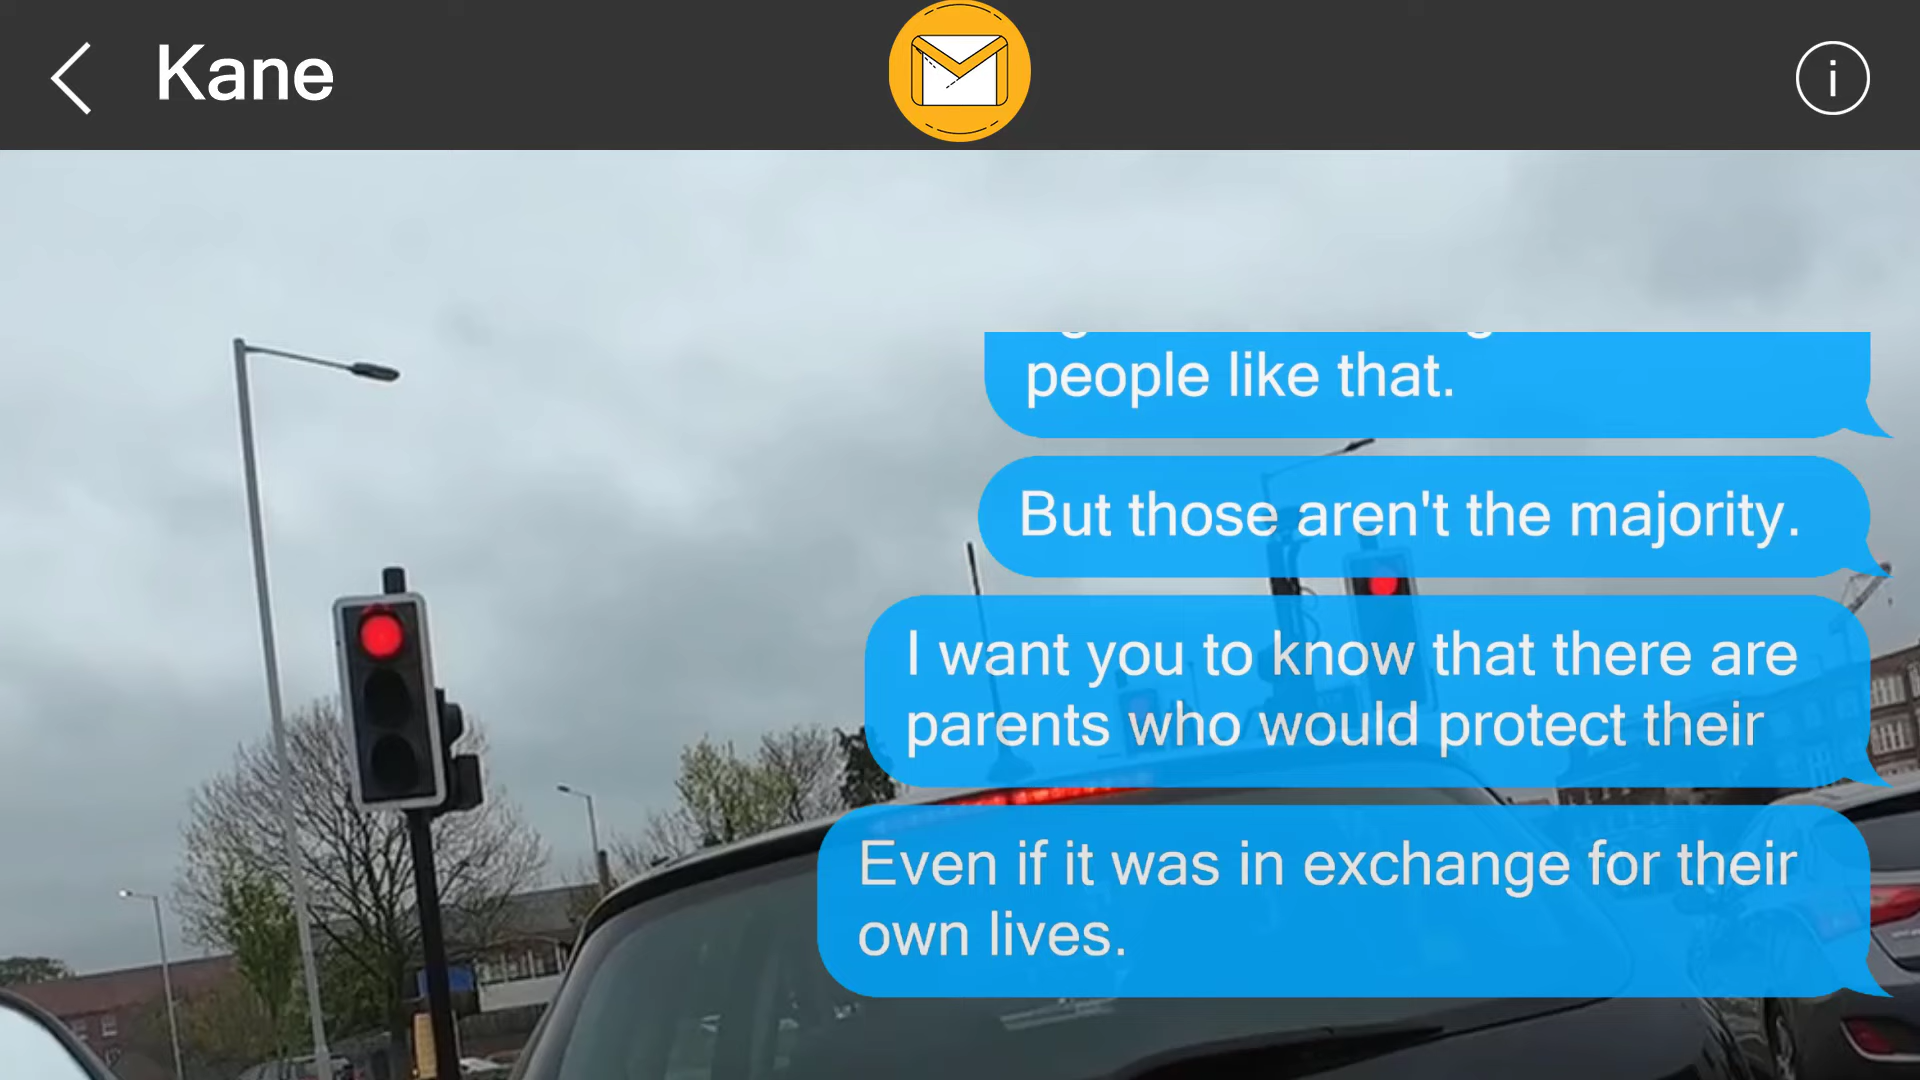 Kane
people like that.
But those aren't the majority.
I want you to know that there are
parents who would protect their
Even if it was in exchange for their
own lives.